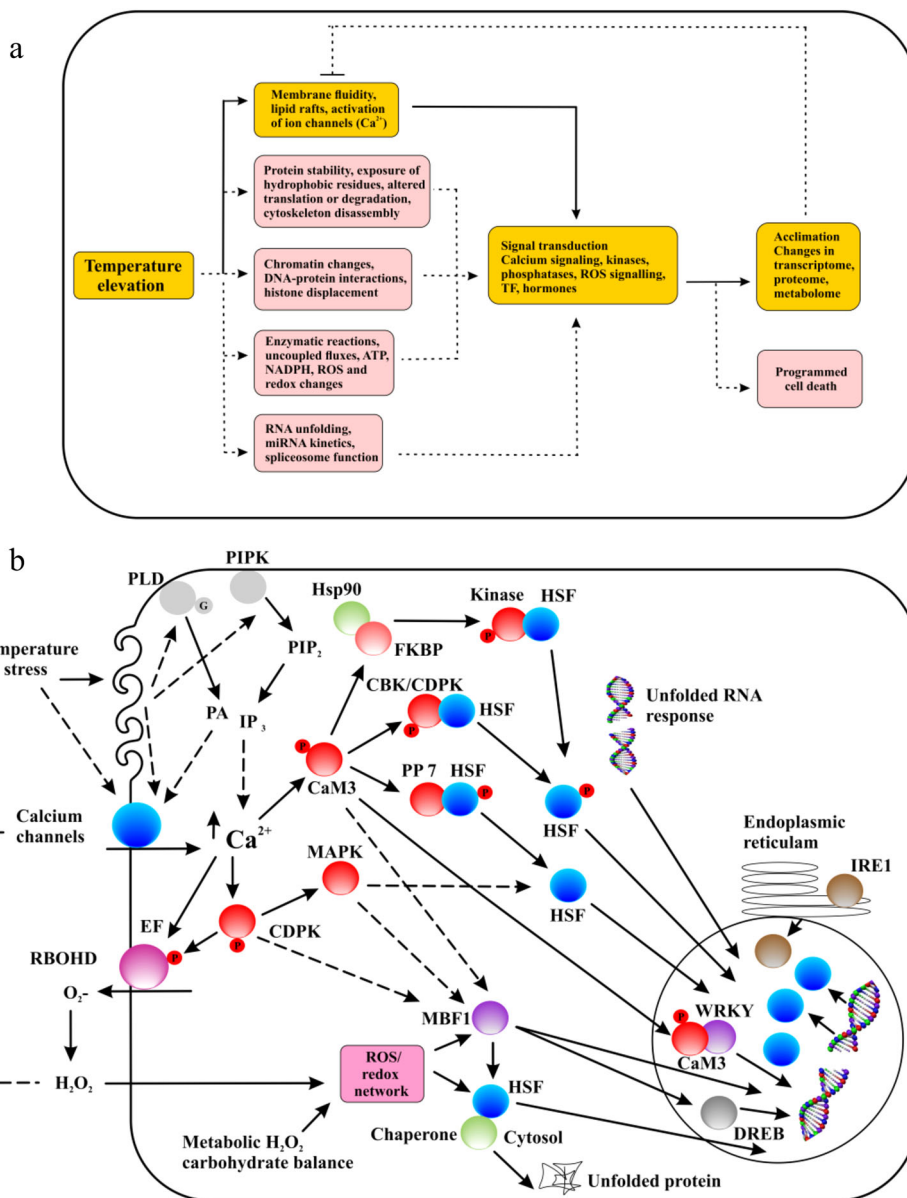 a
Membrane fluidity,
lipid rafts, activation
of ion channels (Ca²⁺)
Protein stability, exposure of
hydrophobic residues, altered
translation or degradation,
cytoskeleton disassembly
Temperature
elevation
Chromatin changes,
DNA-protein interactions,
histone displacement
Enzymatic reactions,
uncoupled fluxes, ATP,
NADPH, ROS and
redox changes
RNA unfolding,
miRNA kinetics,
spliceosome function
Signal transduction
Calcium signaling, kinases,
phosphatases, ROS signalling,
TF, hormones
Acclimation
Changes in
transcriptome,
proteome,
metabolome
Programmed
cell death
b
PLD
G
PIPK
Hsp90
FKBP
Kinase
HSF
P
mperature
stress
PIP₂
PA
IP₃
CBK/CDPK
HSF
P
P
CaM3
PP 7
HSF
P
Unfolded RNA
response
P
HSF
Calcium
channels
Ca²⁺
MAPK
HSF
Endoplasmic
reticulam
IRE1
EF
CDPK
P
RBOHD
P
O₂-
MBF1
P
WRKY
CaM3
H₂O₂
ROS/
redox
network
HSF
DREB
Metabolic H₂O₂
carbohydrate balance
Chaperone
Cytosol
Unfolded protein